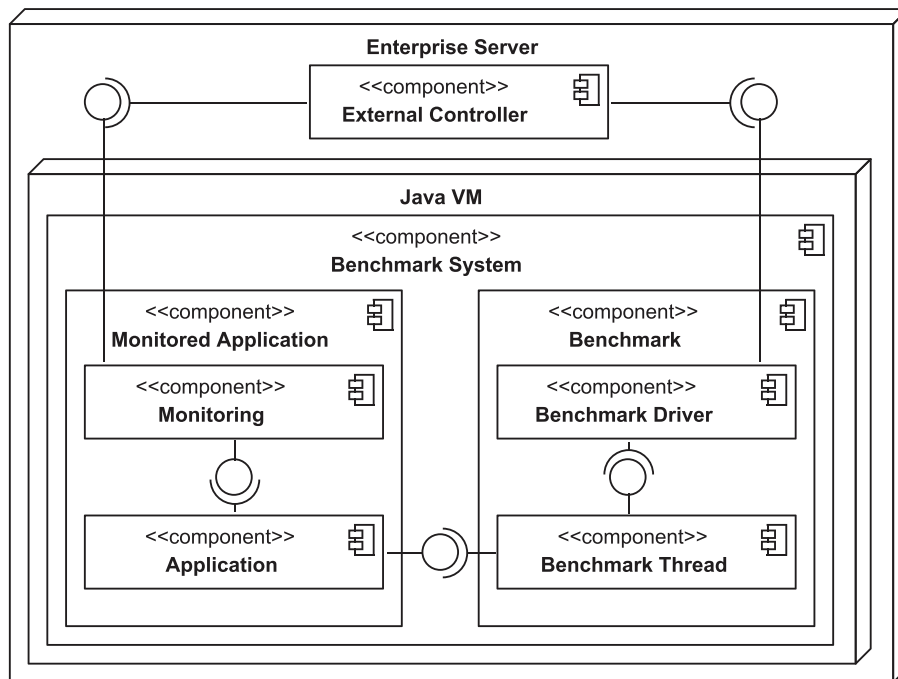 Enterprise Server
<<component>>
External Controller
Java VM
<<component>>
Benchmark System
<<component>>
Monitored Application
<<component>>
Monitoring
<<component>>
Application
<<component>>
Benchmark
<<component>>
Benchmark Driver
<<component>>
Benchmark Thread